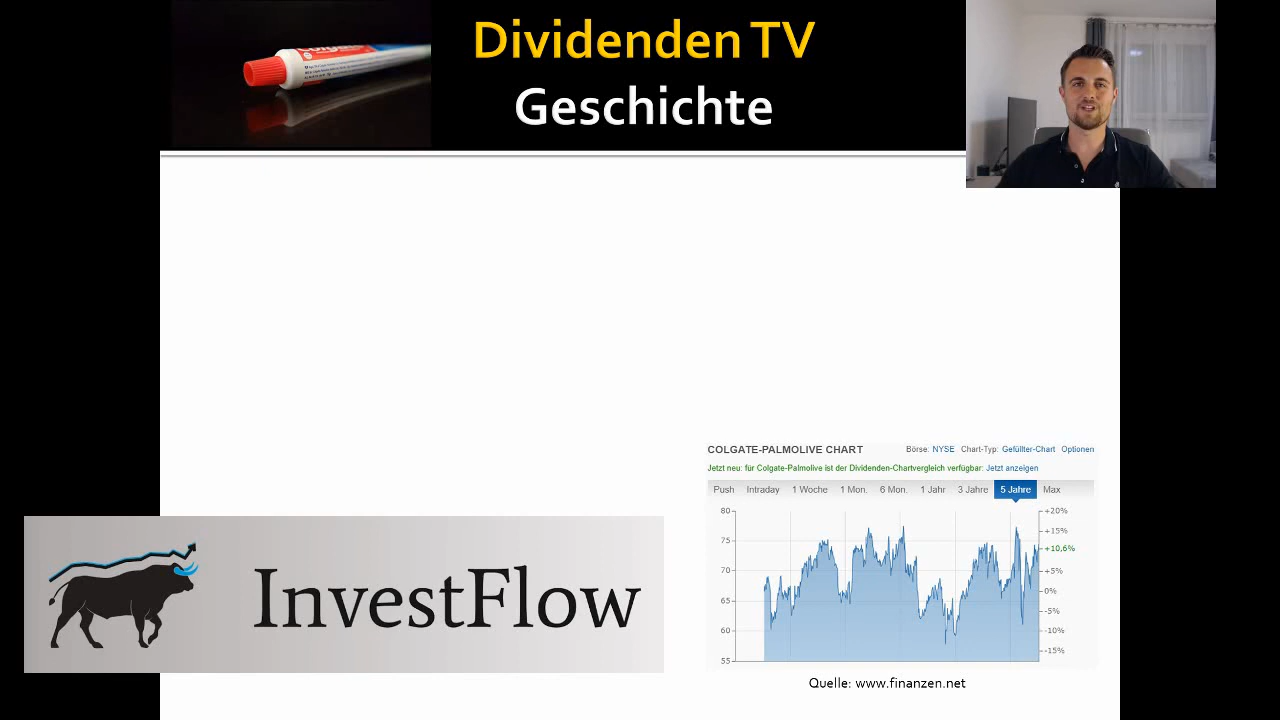 Dividenden TV
Geschichte
COLGATE-PALMOLIVE CHART
Börse: NYSE Chart-Typ: Gefüllter-Chart Optionen
Jetzt neu: für Colgate-Palmolive ist der Dividenden-Chartvergleich verfügbar: Jetzt anzeigen
Push Intraday 1 Woche 1 Mon. 6 Mon. 1 Jahr 3 Jahre 5 Jahre Max
80 +20%
75 +15%
+10,6%
70 +5%
0%
65 -5%
60 -10%
-15%
55
InvestFlow
Quelle: www.finanzen.net